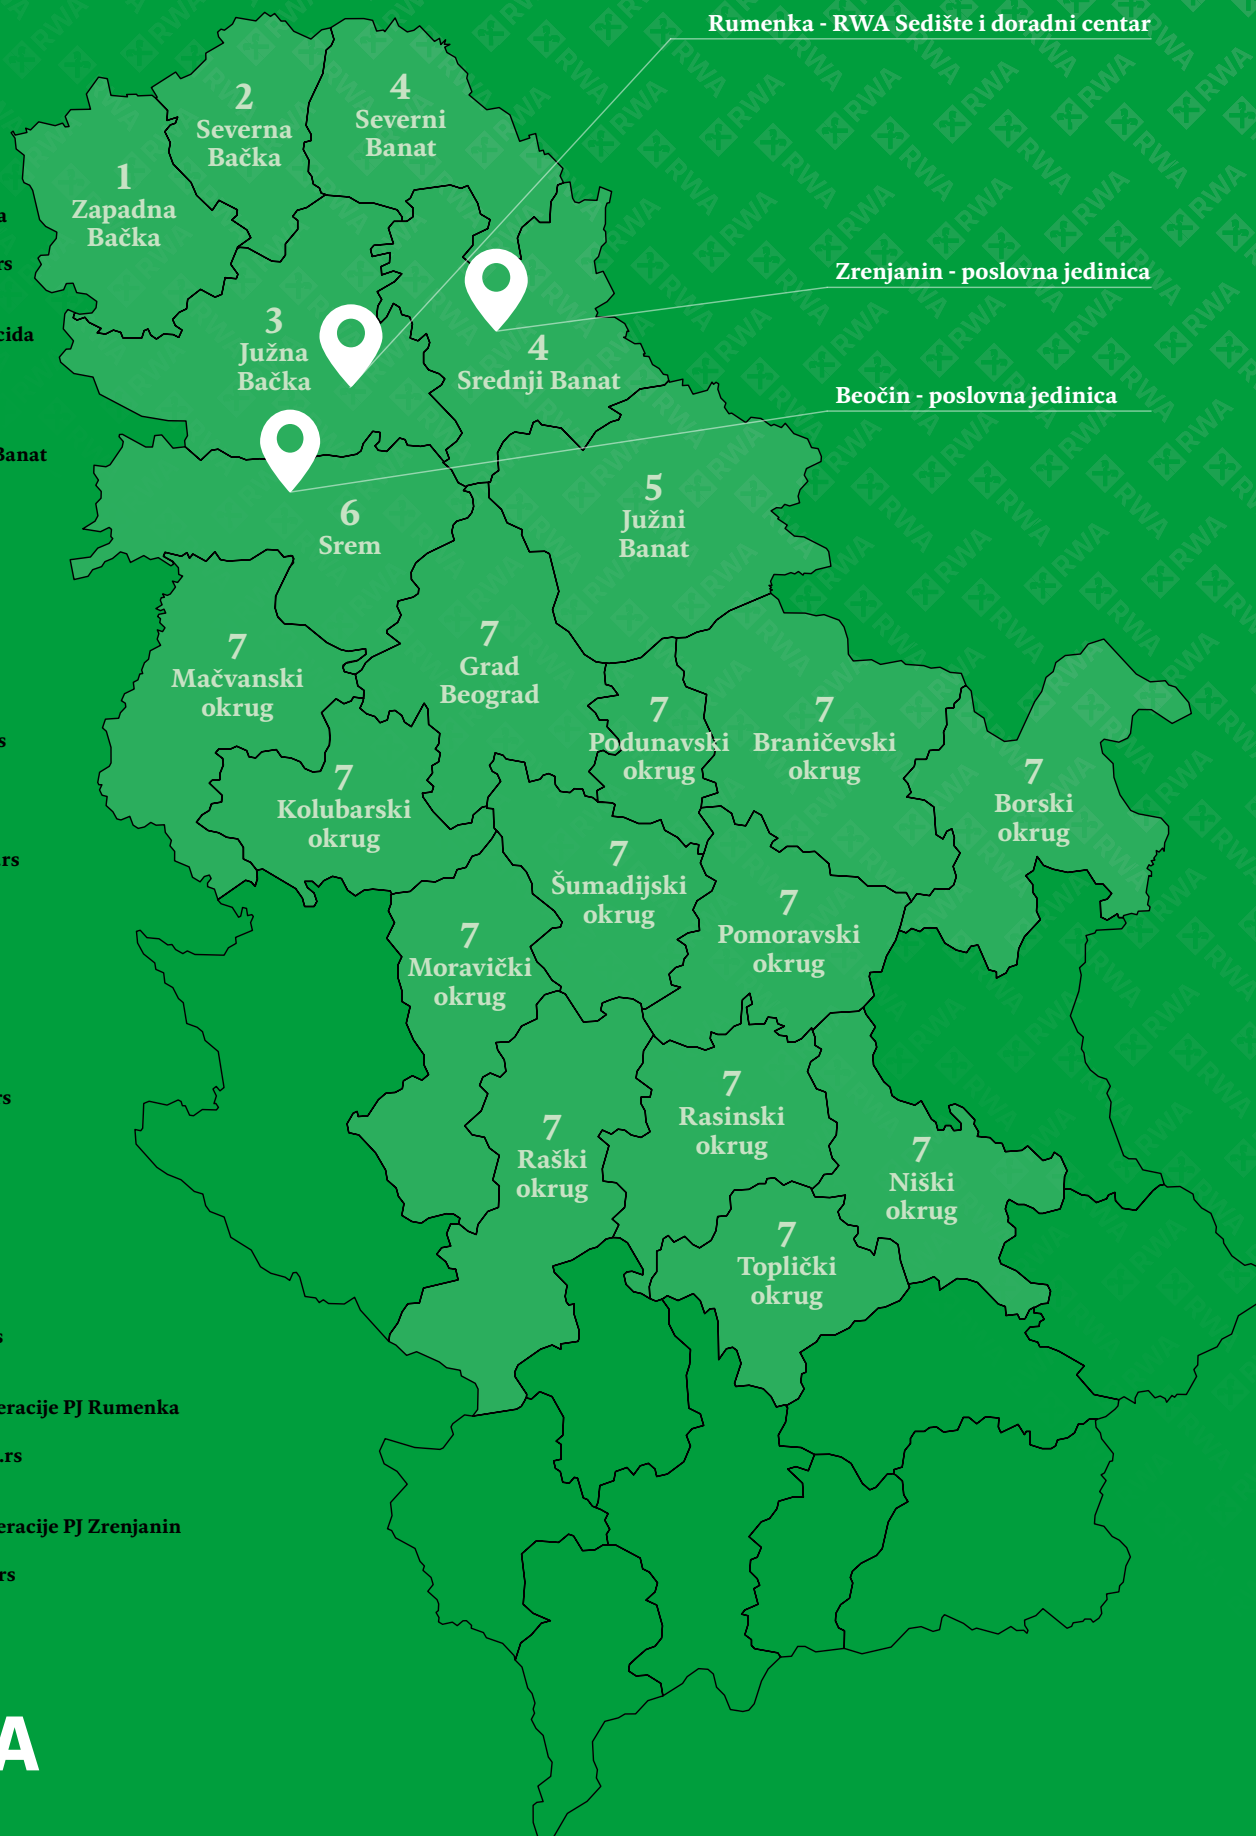 Rumenka - RWA Sedište i doradni centar
2
Severna
Bačka
4
Severni
Banat
1
Zapadna
Bačka
Zrenjanin - poslovna jedinica
3
Južna
Bačka
4
Srednji Banat
Beočin - poslovna jedinica
Banat
5
Južni
Banat
6
Srem
7
Mačvanski
okrug
7
Grad
Beograd
7
Podunavski
okrug
7
Braničevski
okrug
7
Kolubarski
okrug
7
Borski
okrug
7
Šumadijski
okrug
7
Pomoravski
okrug
7
Moravički
okrug
7
Raški
okrug
7
Rasinski
okrug
7
Niški
okrug
7
Toplički
okrug
eracije PJ Rumenka
.rs
eracije PJ Zrenjanin
rs
A
RWA